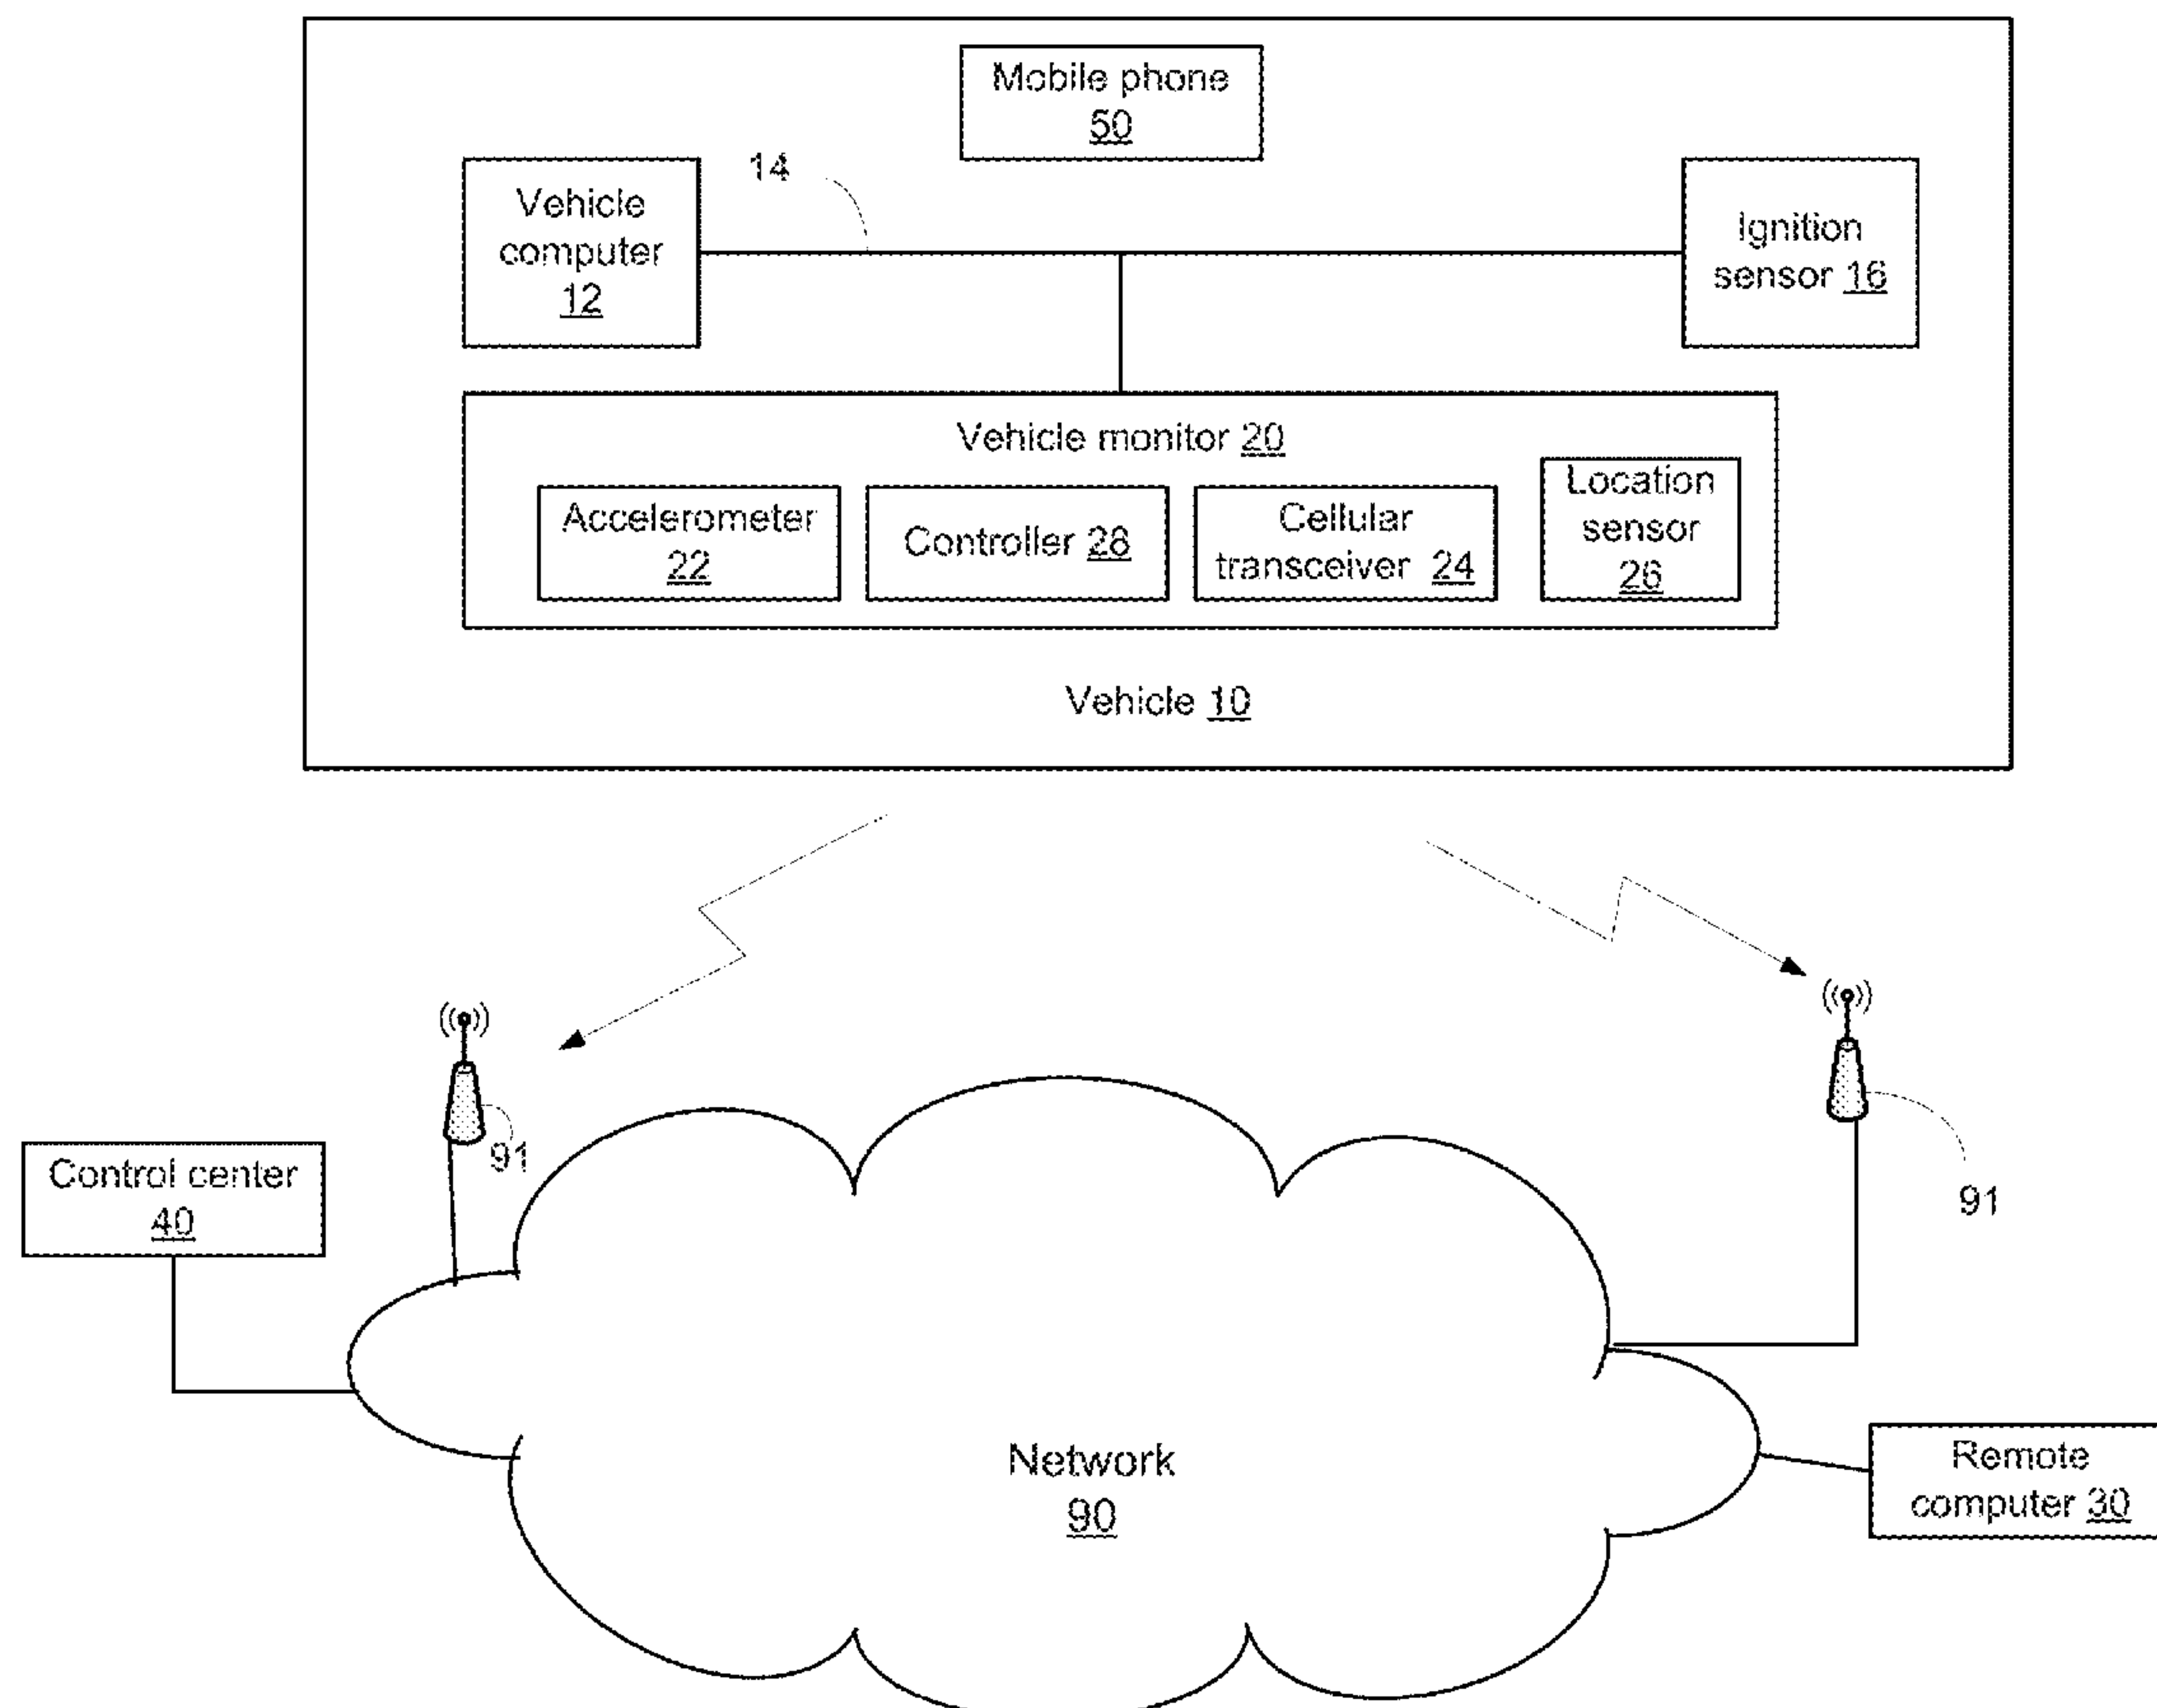 Mobile phone
50
14
Vehicle
computer
12
Ignition
sensor 16
Vehicle monitor 20
Accelerometer
22
Controller 28
Cellular
transceiver 24
Location
sensor
26
Vehicle 10
91
Control center
40
91
Network
90
Remote
computer 30